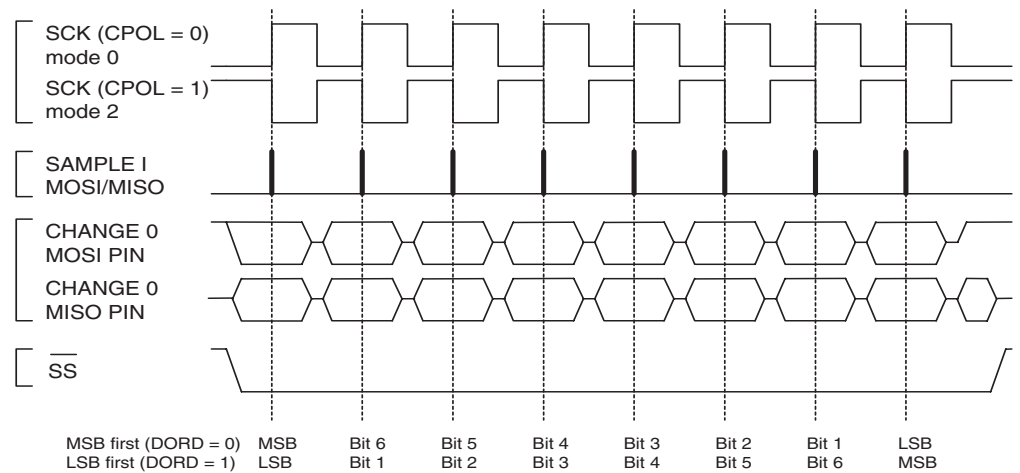 SCK (CPOL = 0)
mode 0
SCK (CPOL = 1)
mode 2
SAMPLE I
MOSI/MISO
CHANGE 0
MOSI PIN
CHANGE 0
MISO PIN
SS
MSB first (DORD = 0) MSB Bit 6 Bit 5 Bit 4 Bit 3 Bit 2 Bit 1 LSB
LSB first (DORD = 1) LSB Bit 1 Bit 2 Bit 3 Bit 4 Bit 5 Bit 6 MSB